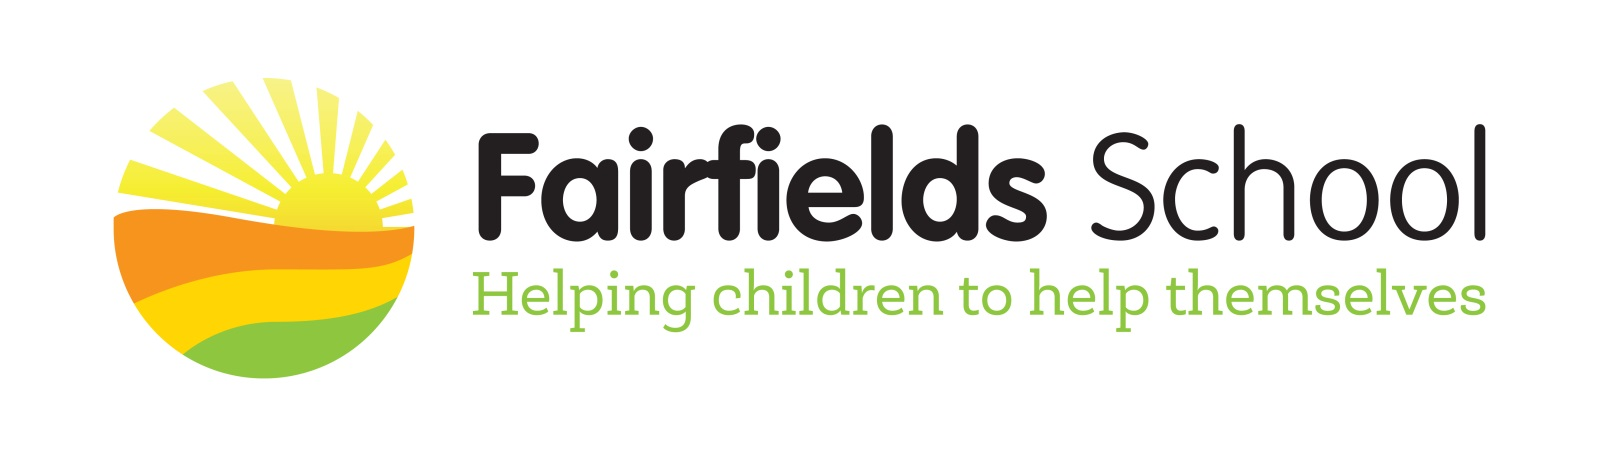 Fairfields School
Helping children to help themselves